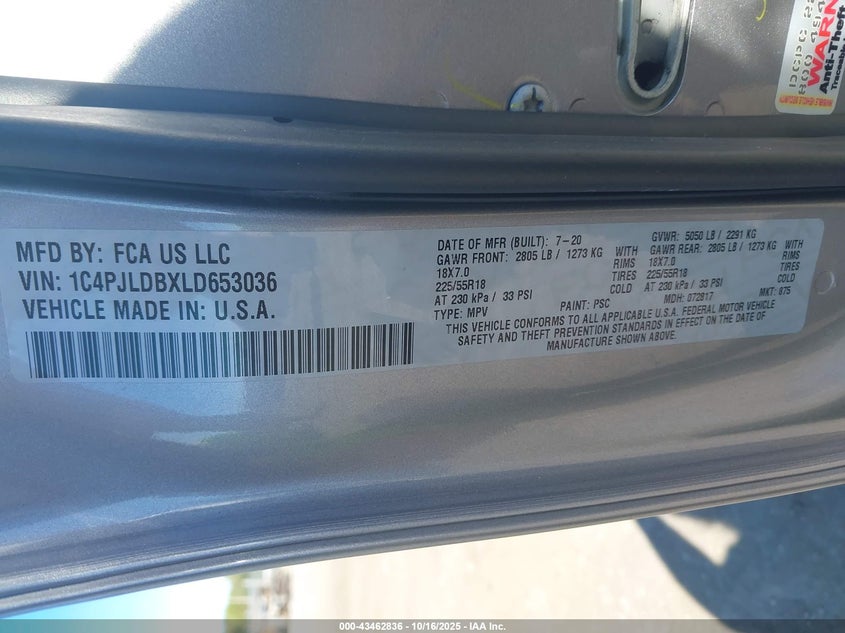 DCPC 22
800 494
WARN
Anti-Theft
Traceable
MFD BY: FCA US LLC
VIN: 1C4PJLDBXLD653036
VEHICLE MADE IN: U.S.A.
DATE OF MFR (BUILT): 7-20 GVWR: 5050 LB / 2291 KG
GAWR FRONT: 2805 LB / 1273 KG WITH GAWR REAR: 2805 LB / 1273 KG WITH
18X7.0 RIMS 18X7.0 RIMS
225/55R18 225/55R18
AT 230 kPa / 33 PSI COLD AT 230 kPa / 33 PSI COLD
TYPE: MPV PAINT: PSC MDH: 072817 MKT: 875
THIS VEHICLE CONFORMS TO ALL APPLICABLE U.S.A. FEDERAL MOTOR VEHICLE
SAFETY AND THEFT PREVENTION STANDARDS IN EFFECT ON THE DATE OF
MANUFACTURE SHOWN ABOVE.
000-43462836 - 10/16/2025 - IAA Inc.